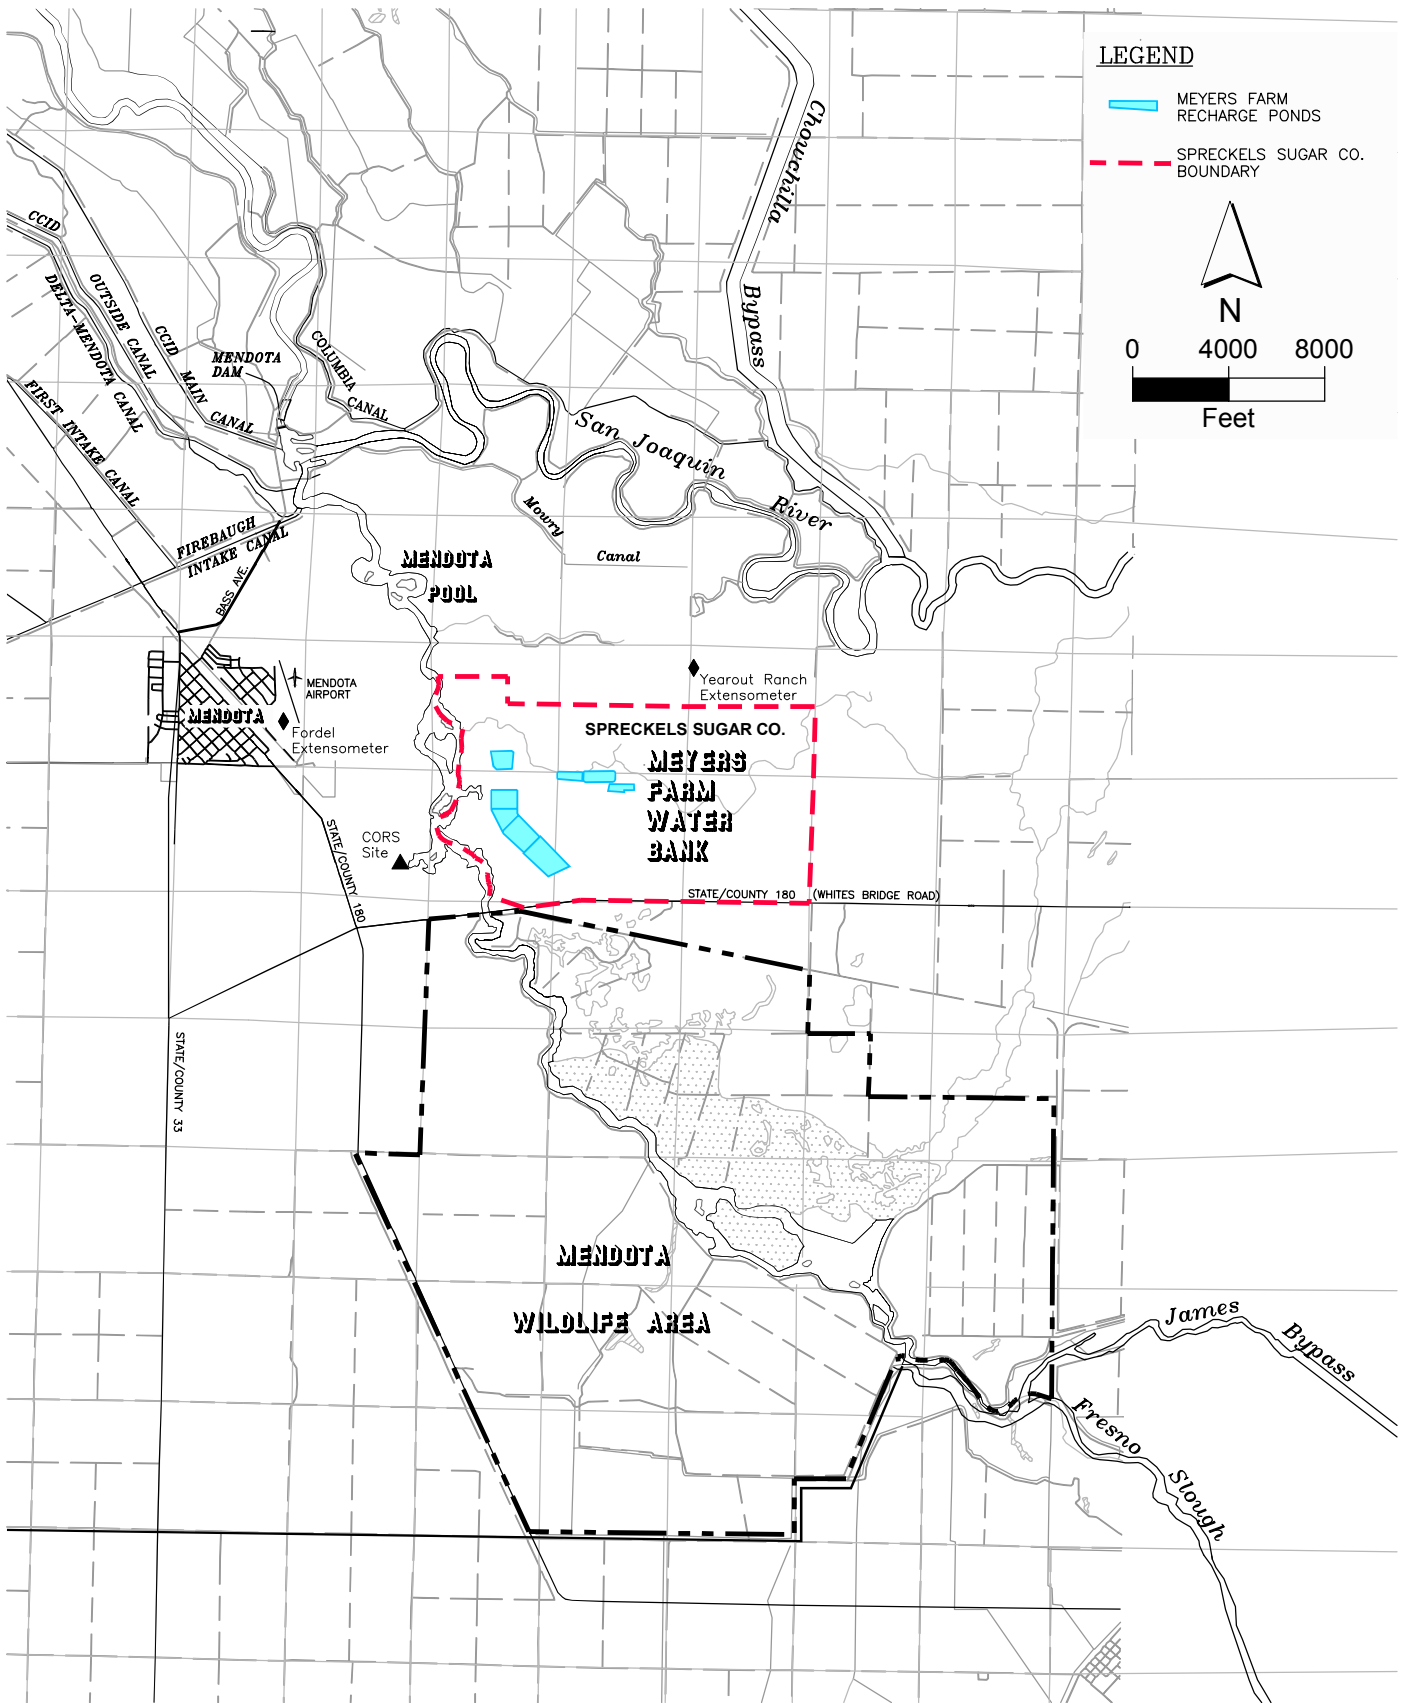 LEGEND
MEYERS FARM
RECHARGE PONDS
SPRECKELS SUGAR CO.
BOUNDARY
N
0 4000 8000
Feet
Chowchilla
Bypass
CCID
OUTSIDE CANAL
DELTA-MENDOTA CANAL
CCID
MAIN
CANAL
MENDOTA
DAM
COLUMBIA
CANAL
FIRST INTAKE CANAL
FIREBAUGH
INTAKE CANAL
BASS AVE.
San Joaquin
River
Mowry
Canal
MENDOTA
POOL
MENDOTA
AIRPORT
MENDOTA
Fordel
Extensometer
Yearout Ranch
Extensometer
SPRECKELS SUGAR CO.
MEYERS
FARM
WATER
BANK
CORS
Site
STATE/COUNTY 180
STATE/COUNTY 180 (WHITES BRIDGE ROAD)
STATE/COUNTY 33
MENDOTA
WILDLIFE AREA
James
Bypass
Fresno
Slough